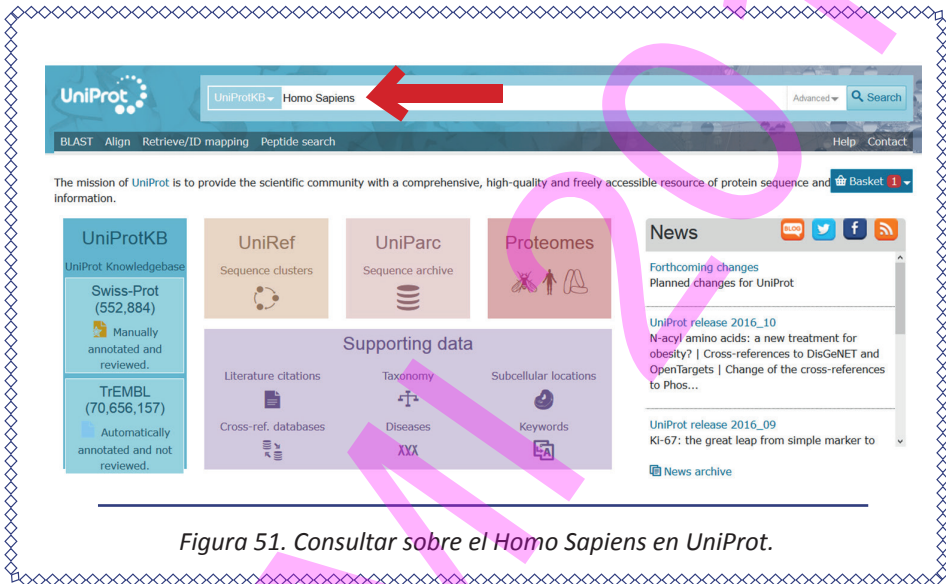 UniProt
UniProtKB Homo Sapiens
Advanced
Search
BLAST Align Retrieve/ID mapping Peptide search
Help Contact
The mission of UniProt is to provide the scientific community with a comprehensive, high-quality and freely accessible resource of protein sequence and
information.
Basket 1
UniProtKB
UniProt Knowledgebase
Swiss-Prot
(552,884)
Manually
annotated and
reviewed.
TrEMBL
(70,656,157)
Automatically
annotated and not
reviewed.
UniRef
Sequence clusters
UniParc
Sequence archive
Proteomes
Supporting data
Literature citations
Taxonomy
Subcellular locations
Cross-ref. databases
Diseases
Keywords
News
BLOG
Forthcoming changes
Planned changes for UniProt
UniProt release 2016_10
N-acyl amino acids: a new treatment for
obesity? | Cross-references to DisGeNET and
OpenTargets | Change of the cross-references
to Phos...
UniProt release 2016_09
Ki-67: the great leap from simple marker to
News archive
Figura 51. Consultar sobre el Homo Sapiens en UniProt.